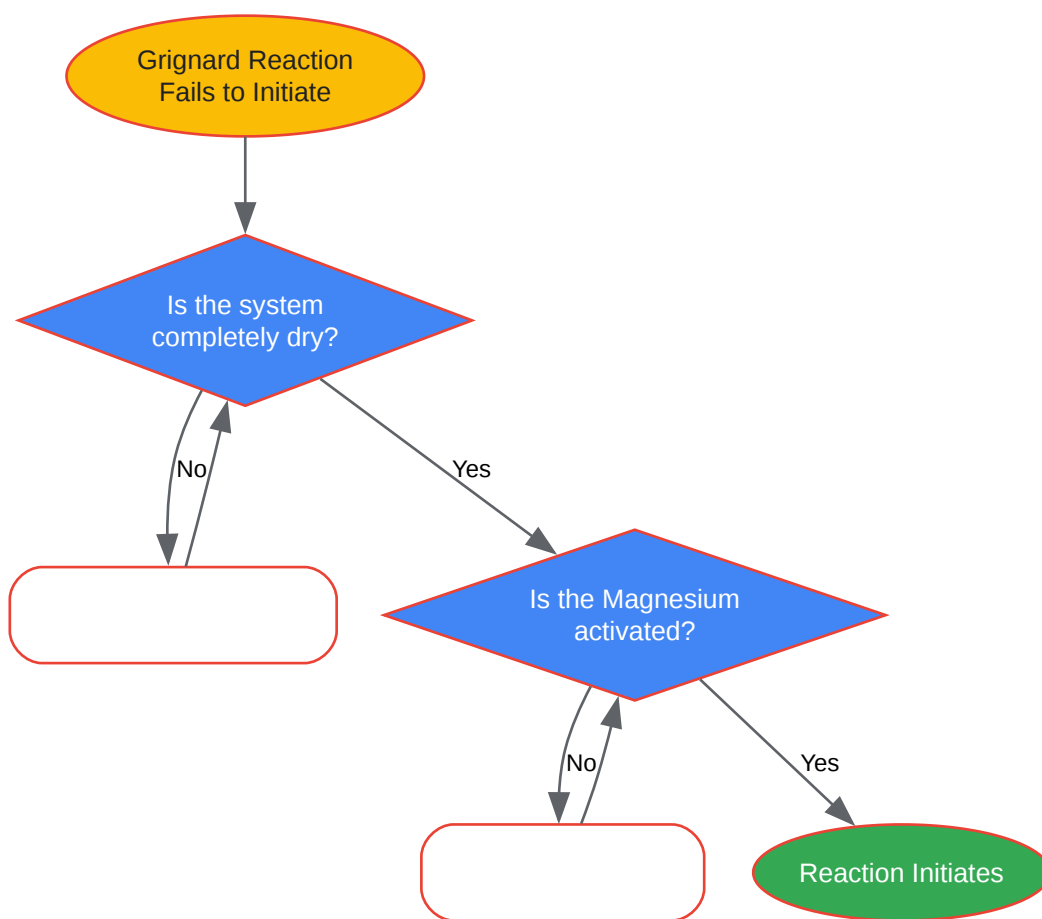 Grignard Reaction
Fails to Initiate
Is the system
completely dry?
No
Yes
Is the Magnesium
activated?
No
Yes
Reaction Initiates